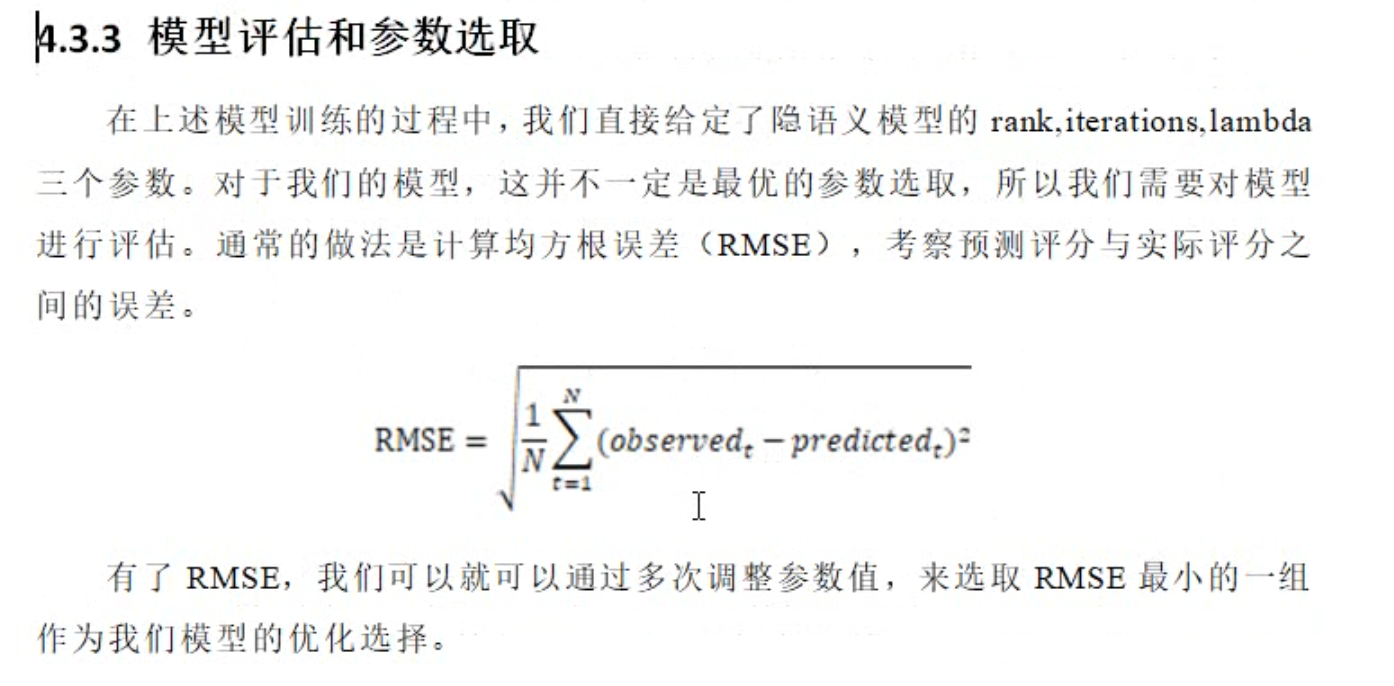 4.3.3 模型评估和参数选取
在上述模型训练的过程中，我们直接给定了隐语义模型的 rank,iterations,lambda
三个参数。对于我们的模型，这并不一定是最优的参数选取，所以我们需要对模型
进行评估。通常的做法是计算均方根误差（RMSE），考察预测评分与实际评分之
间的误差。
RMSE = √(1/N ∑_{t=1}^{N} (observed_t − predicted_t)²)
有了 RMSE，我们可以就可以通过多次调整参数值，来选取 RMSE 最小的一组
作为我们模型的优化选择。